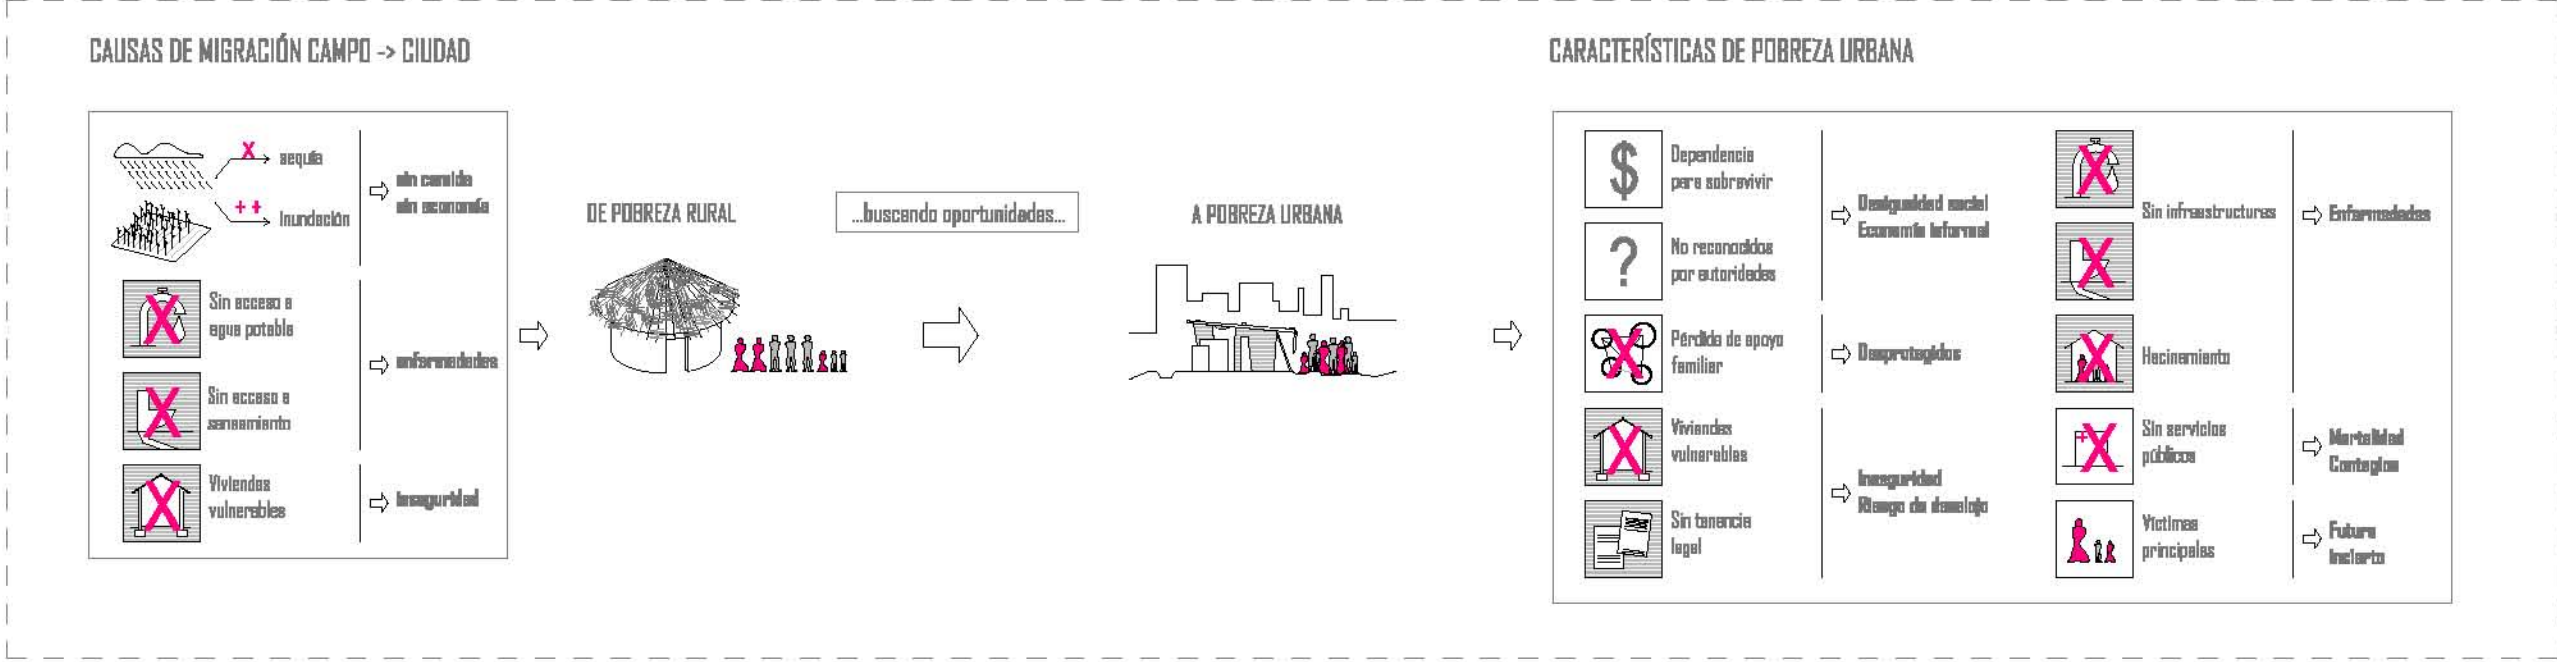 CAUSAS DE MIGRACIÓN CAMPO -> CIUDAD
X
sequía
++
Inundación
sin comida
sin economía
Sin acceso a
agua potable
Sin acceso a
saneamiento
enfermedades
Viviendas
vulnerables
Inseguridad
DE POBREZA RURAL
...buscando oportunidades...
A POBREZA URBANA
CARACTERÍSTICAS DE POBREZA URBANA
$
Dependencia
para sobrevivir
?
No reconocidos
por autoridades
Desigualdad social
Economía informal
Pérdida de apoyo
familiar
Desprotegidos
Viviendas
vulnerables
Sin tenencia
legal
Inseguridad
Riesgo de desalojo
Sin infraestructuras
Hacinamiento
Enfermedades
Sin servicios
públicos
Mortalidad
Contagios
Víctimas
principales
Futuro
Incierto